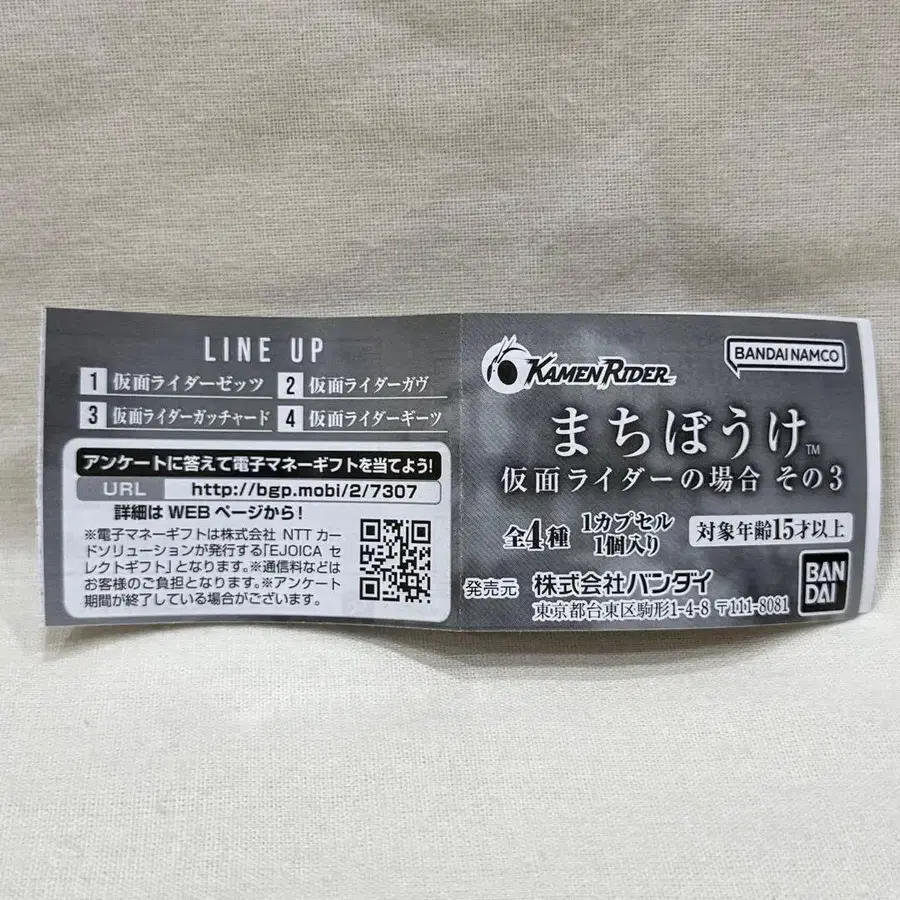 LINE UP
1 仮面ライダーゼッツ 2 仮面ライダーガヴ
3 仮面ライダーガッチャード 4 仮面ライダーギーツ
アンケートに答えて電子マネーギフトを当てよう!
URL http://bgp.mobi/2/7307
詳細は WEB ページから!
※電子マネーギフトは株式会社 NTT カー
ドソリューションが発行する「EJOICA セ
レクトギフト」となります。※通信料などは
お客様のご負担となります。※アンケート
期間が終了している場合がございます。
KAMEN RIDER
BANDAI NAMCO
まちぼうけ™
仮面ライダーの場合 その3
全4種 1カプセル 1個入り 対象年齢15才以上
発売元 株式会社バンダイ
東京都台東区駒形1-4-8 〒111-8081
BAN
DAI